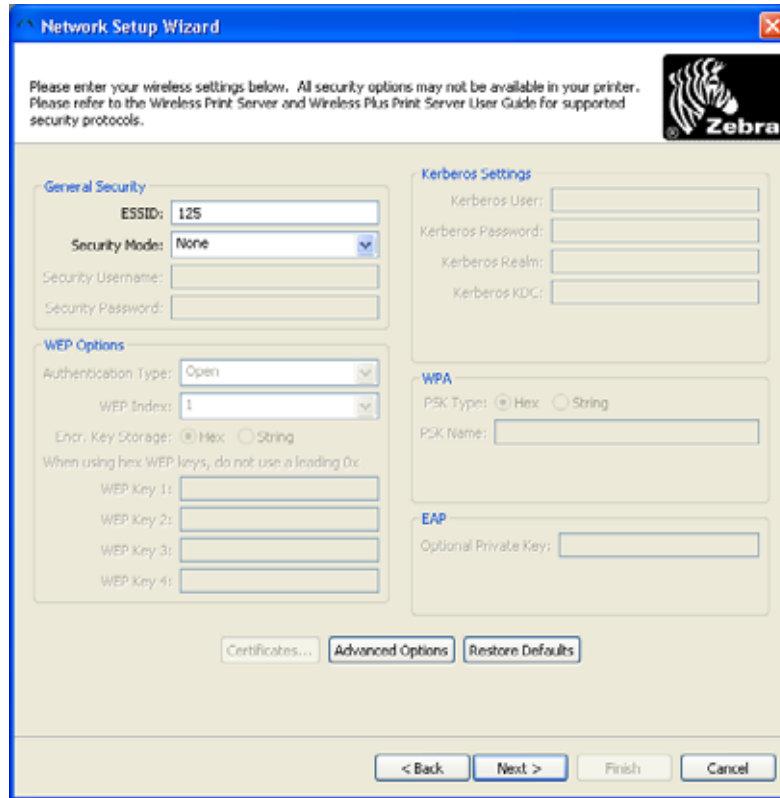 Network Setup Wizard
Please enter your wireless settings below. All security options may not be available in your printer.
Please refer to the Wireless Print Server and Wireless Plus Print Server User Guide for supported
security protocols.
® Zebra
General Security
ESSID: 125
Security Mode: None
Security Username:
Security Password:
WEP Options
Authentication Type: Open
WEP Index: 1
Encr. Key Storage: Hex String
When using hex WEP keys, do not use a leading 0x
WEP Key 1:
WEP Key 2:
WEP Key 3:
WEP Key 4:
Kerberos Settings
Kerberos User:
Kerberos Password:
Kerberos Realm:
Kerberos KDC:
WPA
PSK Type: Hex String
PSK Name:
EAP
Optional Private Key:
Certificates... Advanced Options Restore Defaults
< Back Next > Finish Cancel